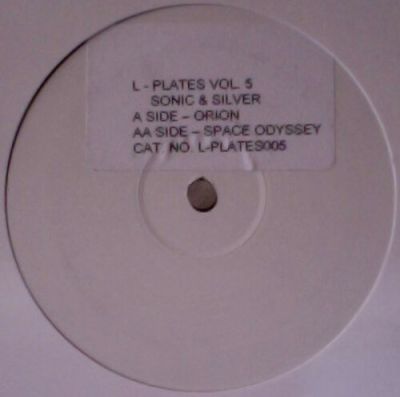 L - PLATES VOL. 5
SONIC & SILVER
A SIDE – ORION
AA SIDE – SPACE ODYSSEY
CAT. NO. L-PLATES005